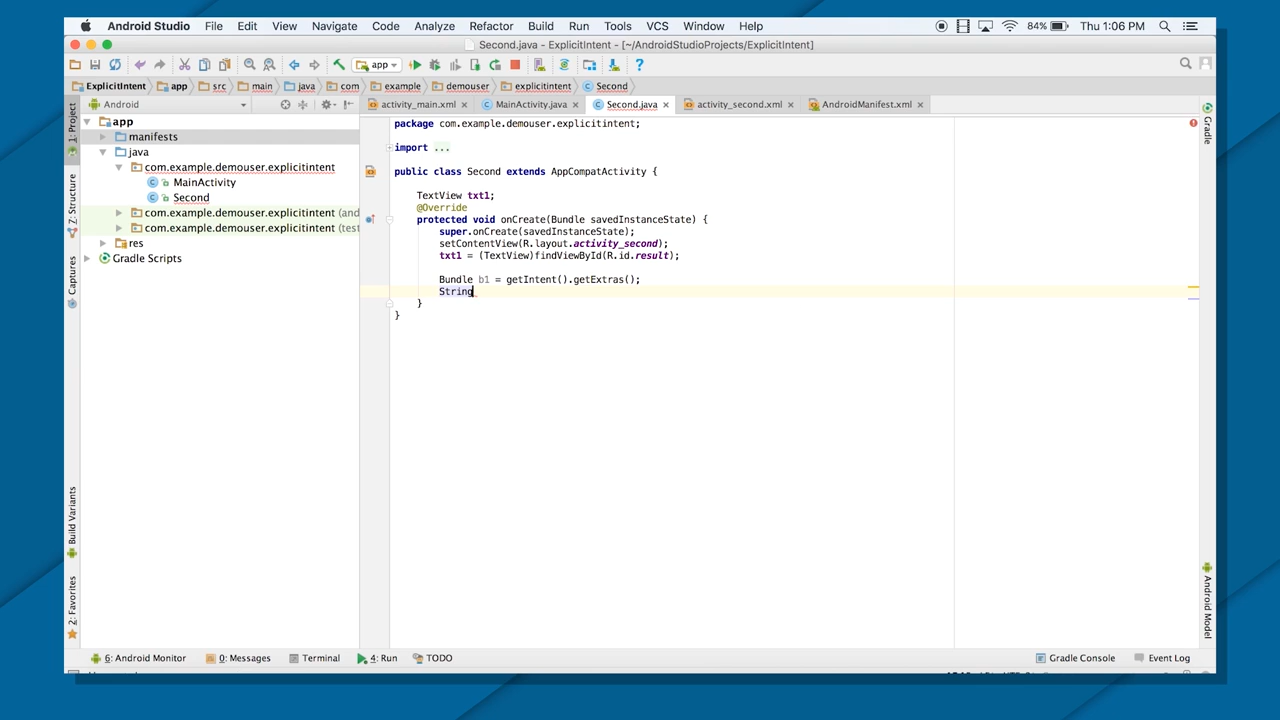 Android Studio File Edit View Navigate Code Analyze Refactor Build Run Tools VCS Window Help 84% Thu 1:06 PM
Second.java - ExplicitIntent - [~/AndroidStudioProjects/ExplicitIntent]
app
ExplicitIntent app src main java com example demouser explicitintent Second
Android activity_main.xml MainActivity.java Second.java activity_second.xml AndroidManifest.xml
1: Project
Z: Structure
Captures
Build Variants
2: Favorites
app
manifests
java
com.example.demouser.explicitintent
MainActivity
Second
com.example.demouser.explicitintent (and
com.example.demouser.explicitintent (test
res
Gradle Scripts
package com.example.demouser.explicitintent;
import ...
public class Second extends AppCompatActivity {
TextView txt1;
@Override
protected void onCreate(Bundle savedInstanceState) {
super.onCreate(savedInstanceState);
setContentView(R.layout.activity_second);
txt1 = (TextView)findViewById(R.id.result);
Bundle b1 = getIntent().getExtras();
String
}
}
Gradle
Android Model
6: Android Monitor 0: Messages Terminal 4: Run TODO Gradle Console Event Log